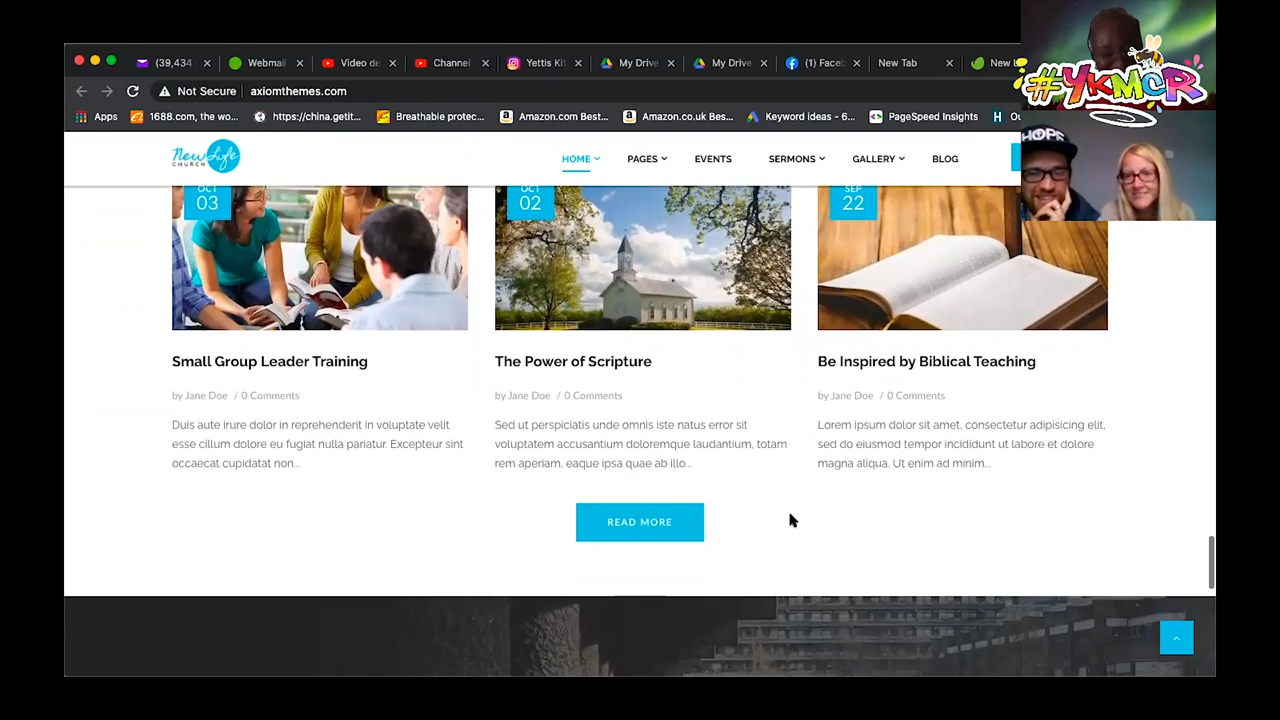 (39,434
Webmail
Video de
Channel
Yettis Kit
My Drive
My Drive
(1) Face
New Tab
New L
#YKMCR
Not Secure
axiomthemes.com
Apps
1688.com, the wo...
https://china.getit...
Breathable protec...
Amazon.com Best...
Amazon.co.uk Bes...
Keyword ideas - 6...
PageSpeed Insights
H
Ou
HOPE
New Life
CHURCH
HOME
PAGES
EVENTS
SERMONS
GALLERY
BLOG
OCT
03
OCT
02
SEP
22
Small Group Leader Training
by Jane Doe / 0 Comments
Duis aute irure dolor in reprehenderit in voluptate velit
esse cillum dolore eu fugiat nulla pariatur. Excepteur sint
occaecat cupidatat non...
The Power of Scripture
by Jane Doe / 0 Comments
Sed ut perspiciatis unde omnis iste natus error sit
voluptatem accusantium doloremque laudantium, totam
rem aperiam, eaque ipsa quae ab illo...
Be Inspired by Biblical Teaching
by Jane Doe / 0 Comments
Lorem ipsum dolor sit amet, consectetur adipisicing elit,
sed do eiusmod tempor incididunt ut labore et dolore
magna aliqua. Ut enim ad minim...
READ MORE